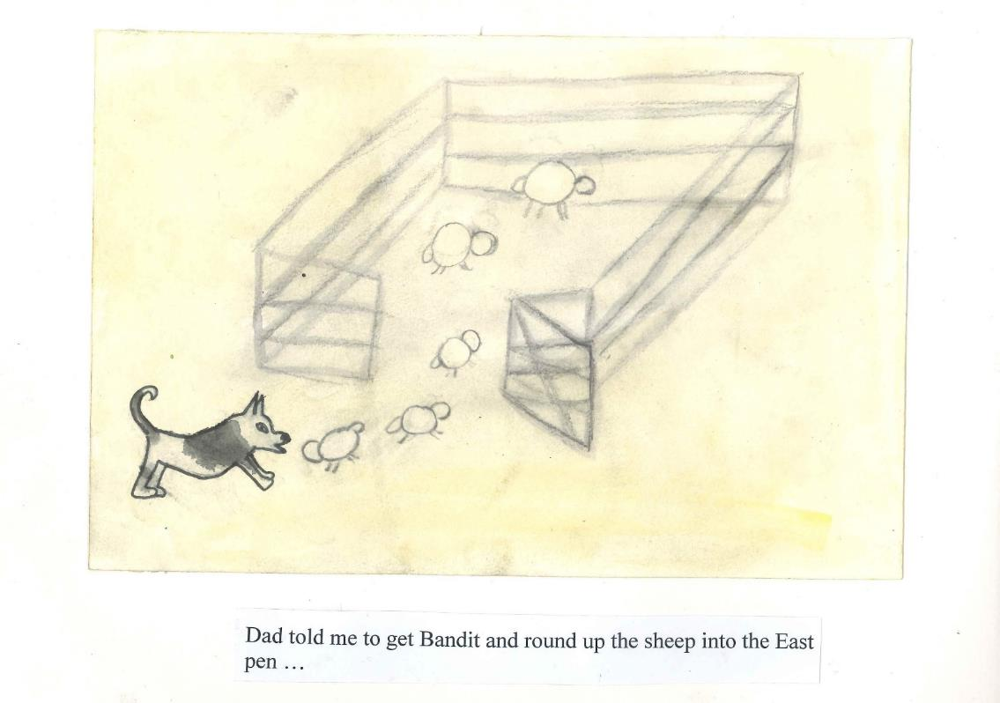 Dad told me to get Bandit and round up the sheep into the East
pen …